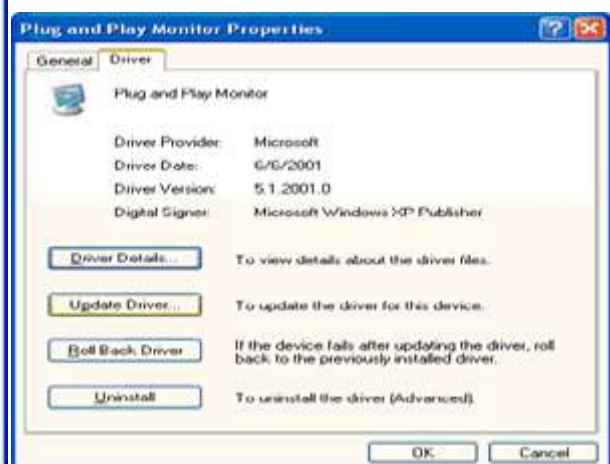 Plug and Play Monitor Properties
General Driver
Plug and Play Monitor
Driver Provider: Microsoft
Driver Date: 6/6/2001
Driver Version: 5.1.2001.0
Digital Signer: Microsoft Windows XP Publisher
Driver Details... To view details about the driver files.
Update Driver... To update the driver for this device.
Roll Back Driver If the device fails after updating the driver, roll
back to the previously installed driver.
Uninstall To uninstall the driver (Advanced).
OK Cancel